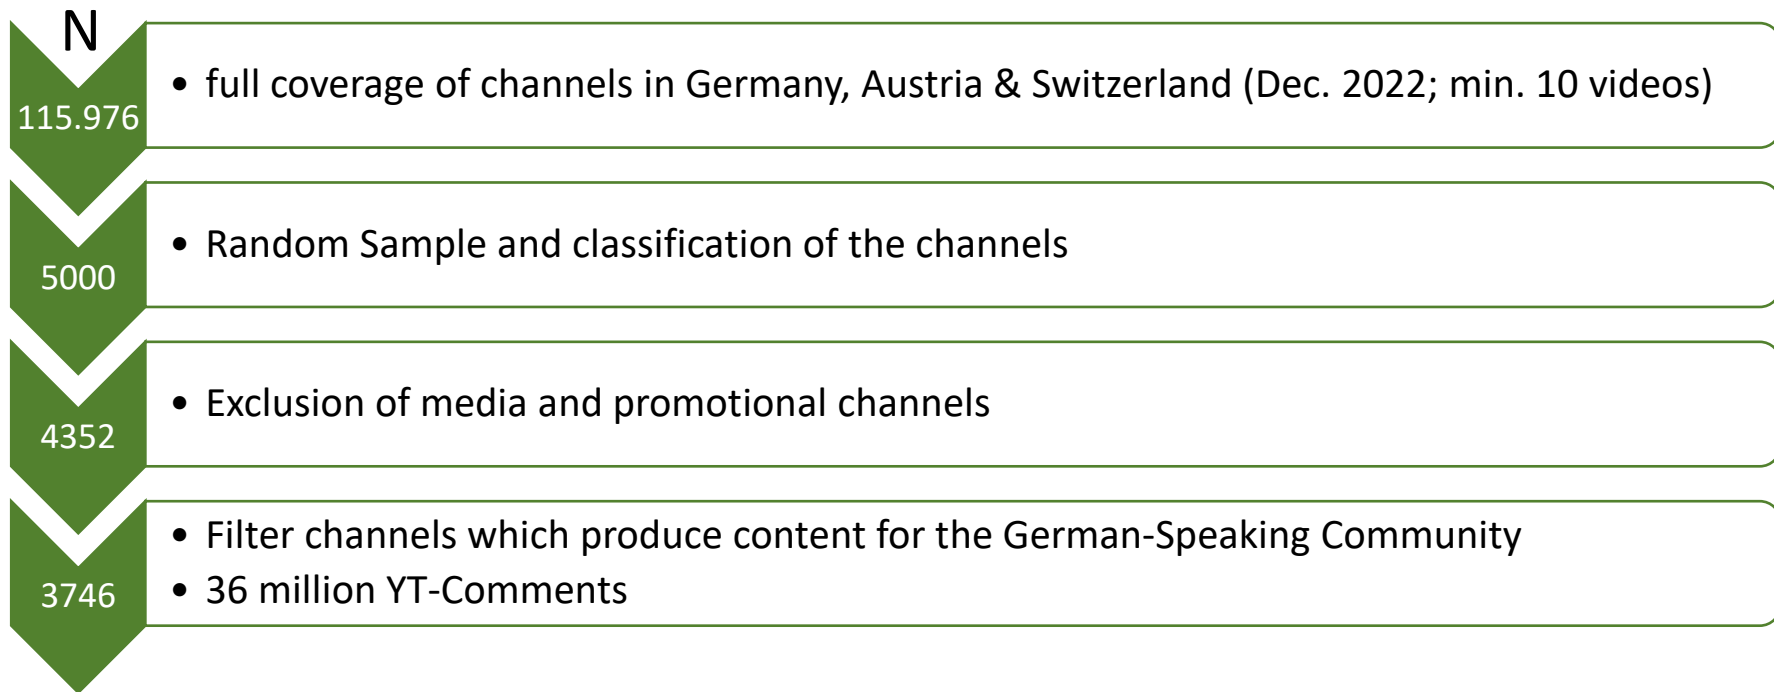 N
115.976
• full coverage of channels in Germany, Austria & Switzerland (Dec. 2022; min. 10 videos)
5000
• Random Sample and classification of the channels
4352
• Exclusion of media and promotional channels
3746
• Filter channels which produce content for the German-Speaking Community
• 36 million YT-Comments